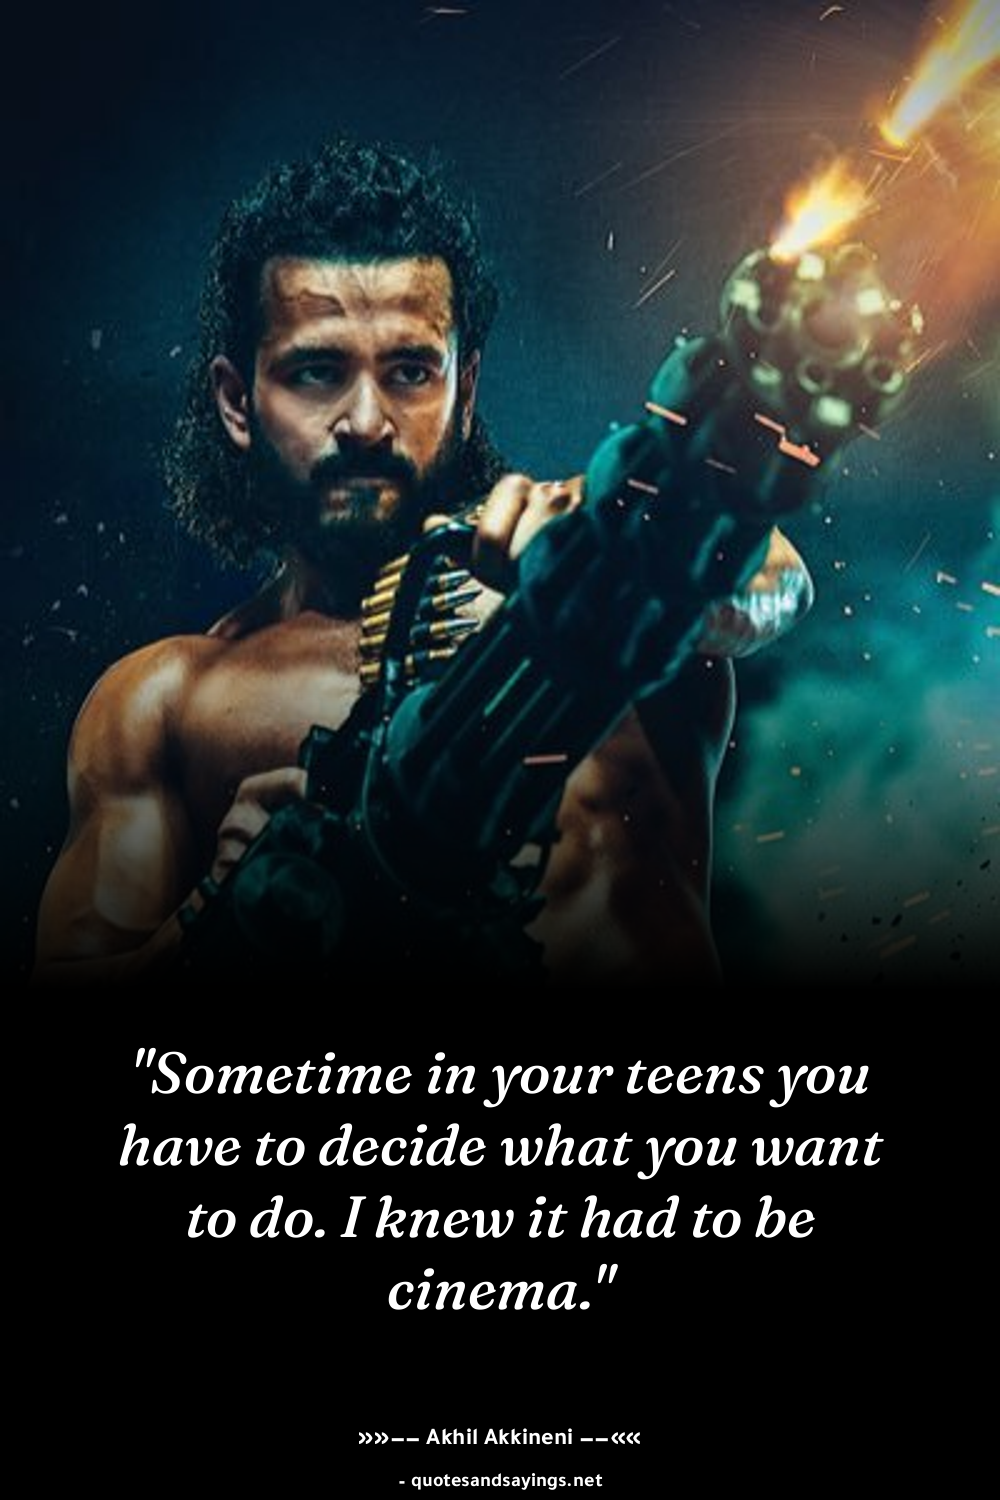 "Sometime in your teens you
have to decide what you want
to do. I knew it had to be
cinema."
»»–– Akhil Akkineni ––««
- quotesandsayings.net